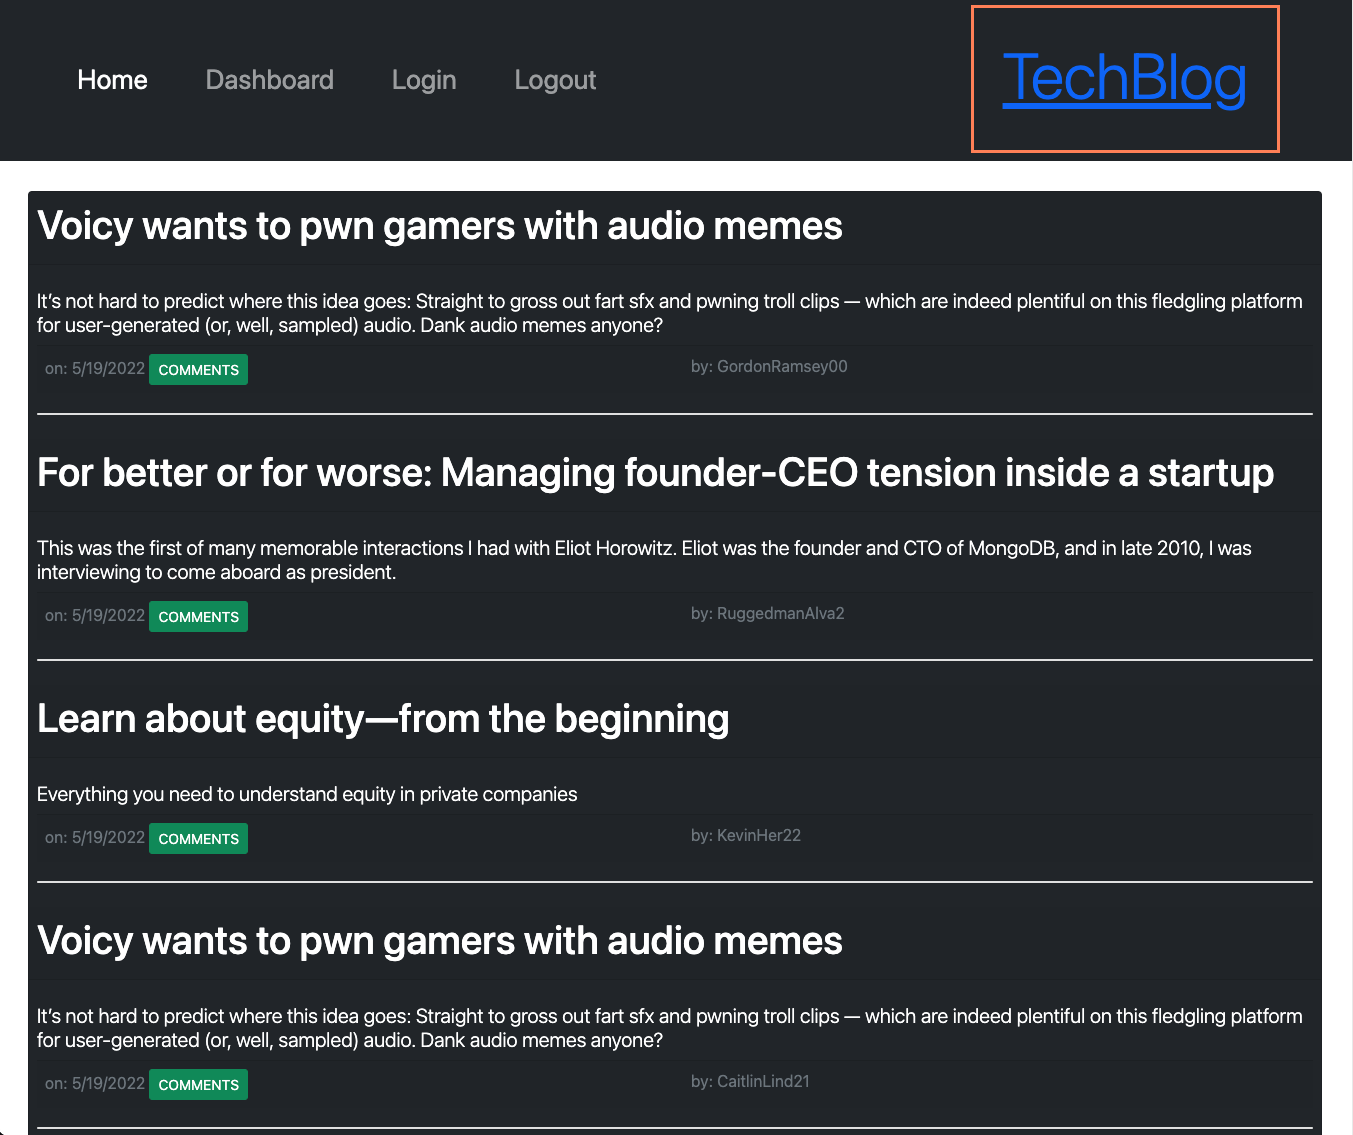 Home Dashboard Login Logout TechBlog
Voicy wants to pwn gamers with audio memes
It’s not hard to predict where this idea goes: Straight to gross out fart sfx and pwning troll clips — which are indeed plentiful on this fledgling platform
for user-generated (or, well, sampled) audio. Dank audio memes anyone?
on: 5/19/2022 COMMENTS by: GordonRamsey00
For better or for worse: Managing founder-CEO tension inside a startup
This was the first of many memorable interactions I had with Eliot Horowitz. Eliot was the founder and CTO of MongoDB, and in late 2010, I was
interviewing to come aboard as president.
on: 5/19/2022 COMMENTS by: RuggedmanAlva2
Learn about equity—from the beginning
Everything you need to understand equity in private companies
on: 5/19/2022 COMMENTS by: KevinHer22
Voicy wants to pwn gamers with audio memes
It’s not hard to predict where this idea goes: Straight to gross out fart sfx and pwning troll clips — which are indeed plentiful on this fledgling platform
for user-generated (or, well, sampled) audio. Dank audio memes anyone?
on: 5/19/2022 COMMENTS by: CaitlinLind21